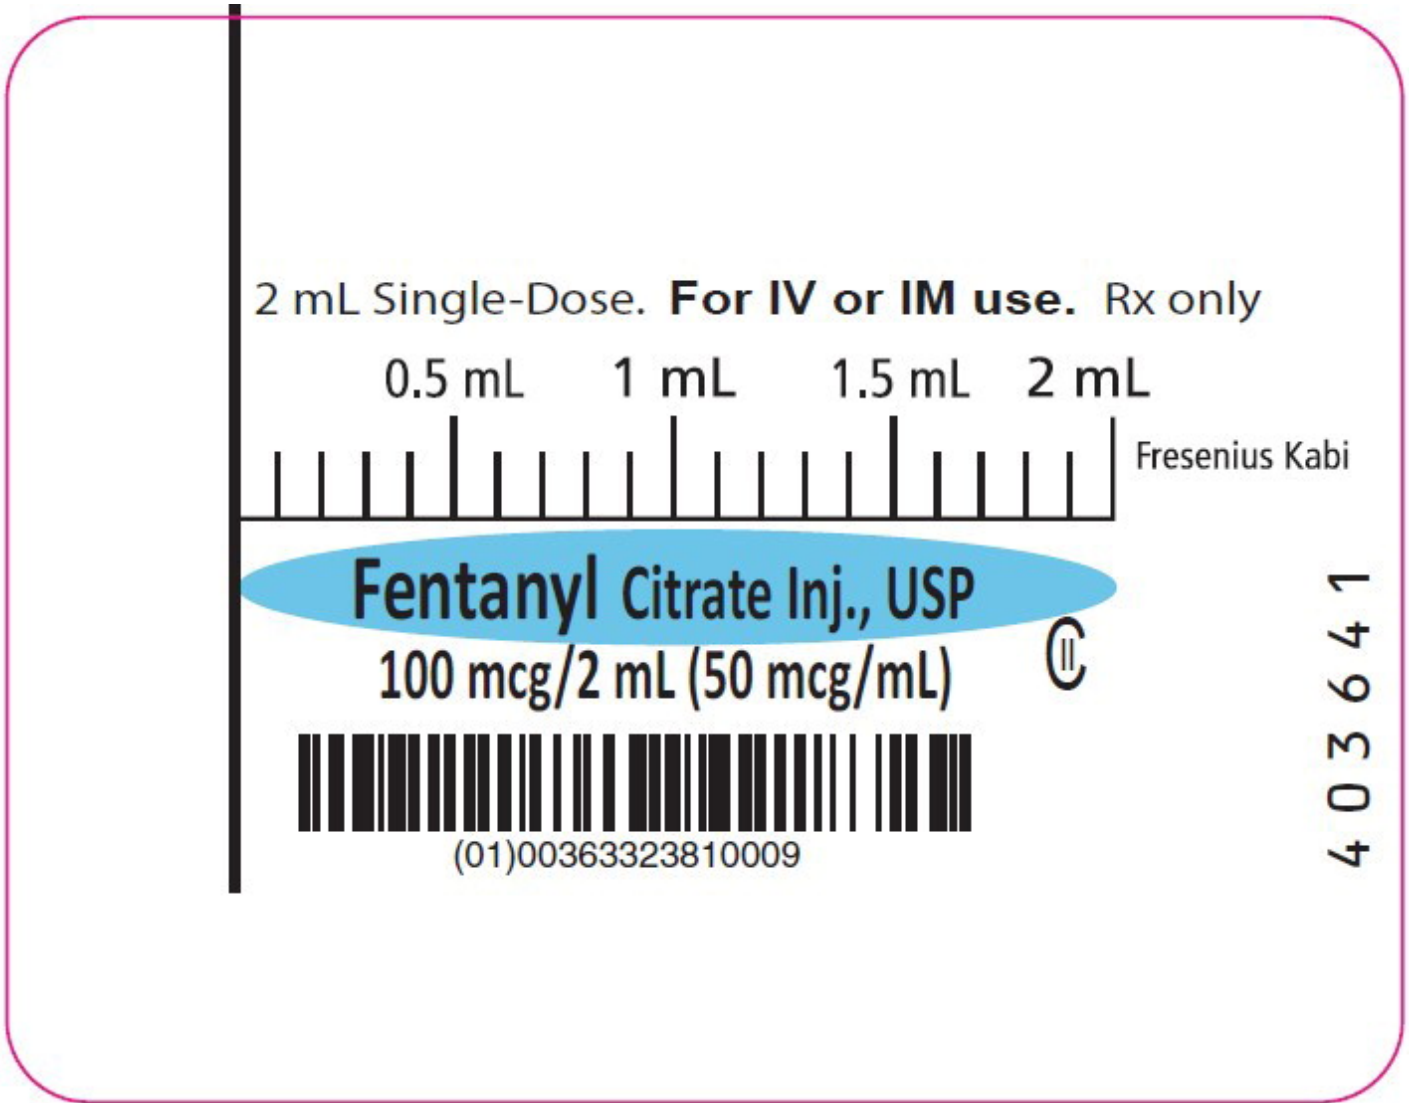 2 mL Single-Dose. For IV or IM use. Rx only
0.5 mL 1 mL 1.5 mL 2 mL
Fresenius Kabi
Fentanyl Citrate Inj., USP
CII
100 mcg/2 mL (50 mcg/mL)
(01)00363323810009
403641